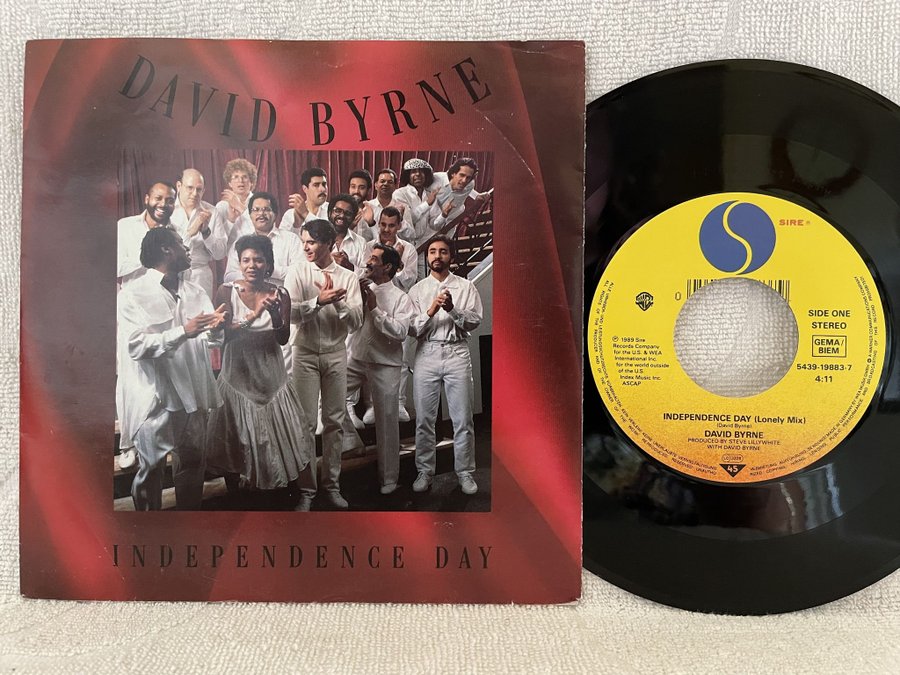 DAVID BYRNE
INDEPENDENCE DAY
SIRE ®
SIDE ONE
STEREO
GEMA/
BIEM
5439-19883-7
4:11
℗ 1989 Sire
Records Company
for the U.S. & WEA
International Inc.
for the world outside
of the U.S.
Index Music Inc.
ASCAP
INDEPENDENCE DAY (Lonely Mix)
(David Byrne)
DAVID BYRNE
PRODUCED BY STEVE LILLYWHITE
WITH DAVID BYRNE
45